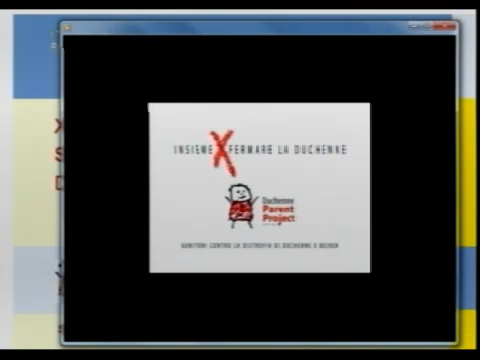 INSIEME X FERMARE LA DUCHENNE
Duchenne
Parent
Project
GENITORI CONTRO LA DISTROFIA DI DUCHENNE E BECKER
X
S
D